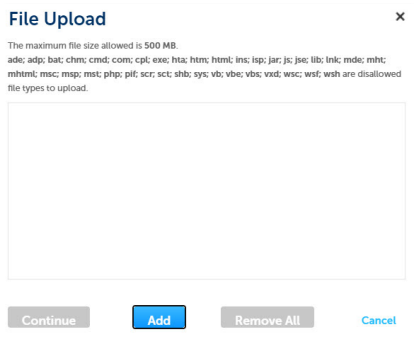 File Upload
×
The maximum file size allowed is 500 MB.
ade; adp; bat; chm; cmd; com; cpl; exe; hta; htm; html; ins; isp; jar; js; jse; lib; lnk; mde; mht;
mhtml; msc; msp; mst; php; pif; scr; sct; shb; sys; vb; vbe; vbs; vxd; wsc; wsf; wsh are disallowed
file types to upload.
Continue Add Remove All Cancel